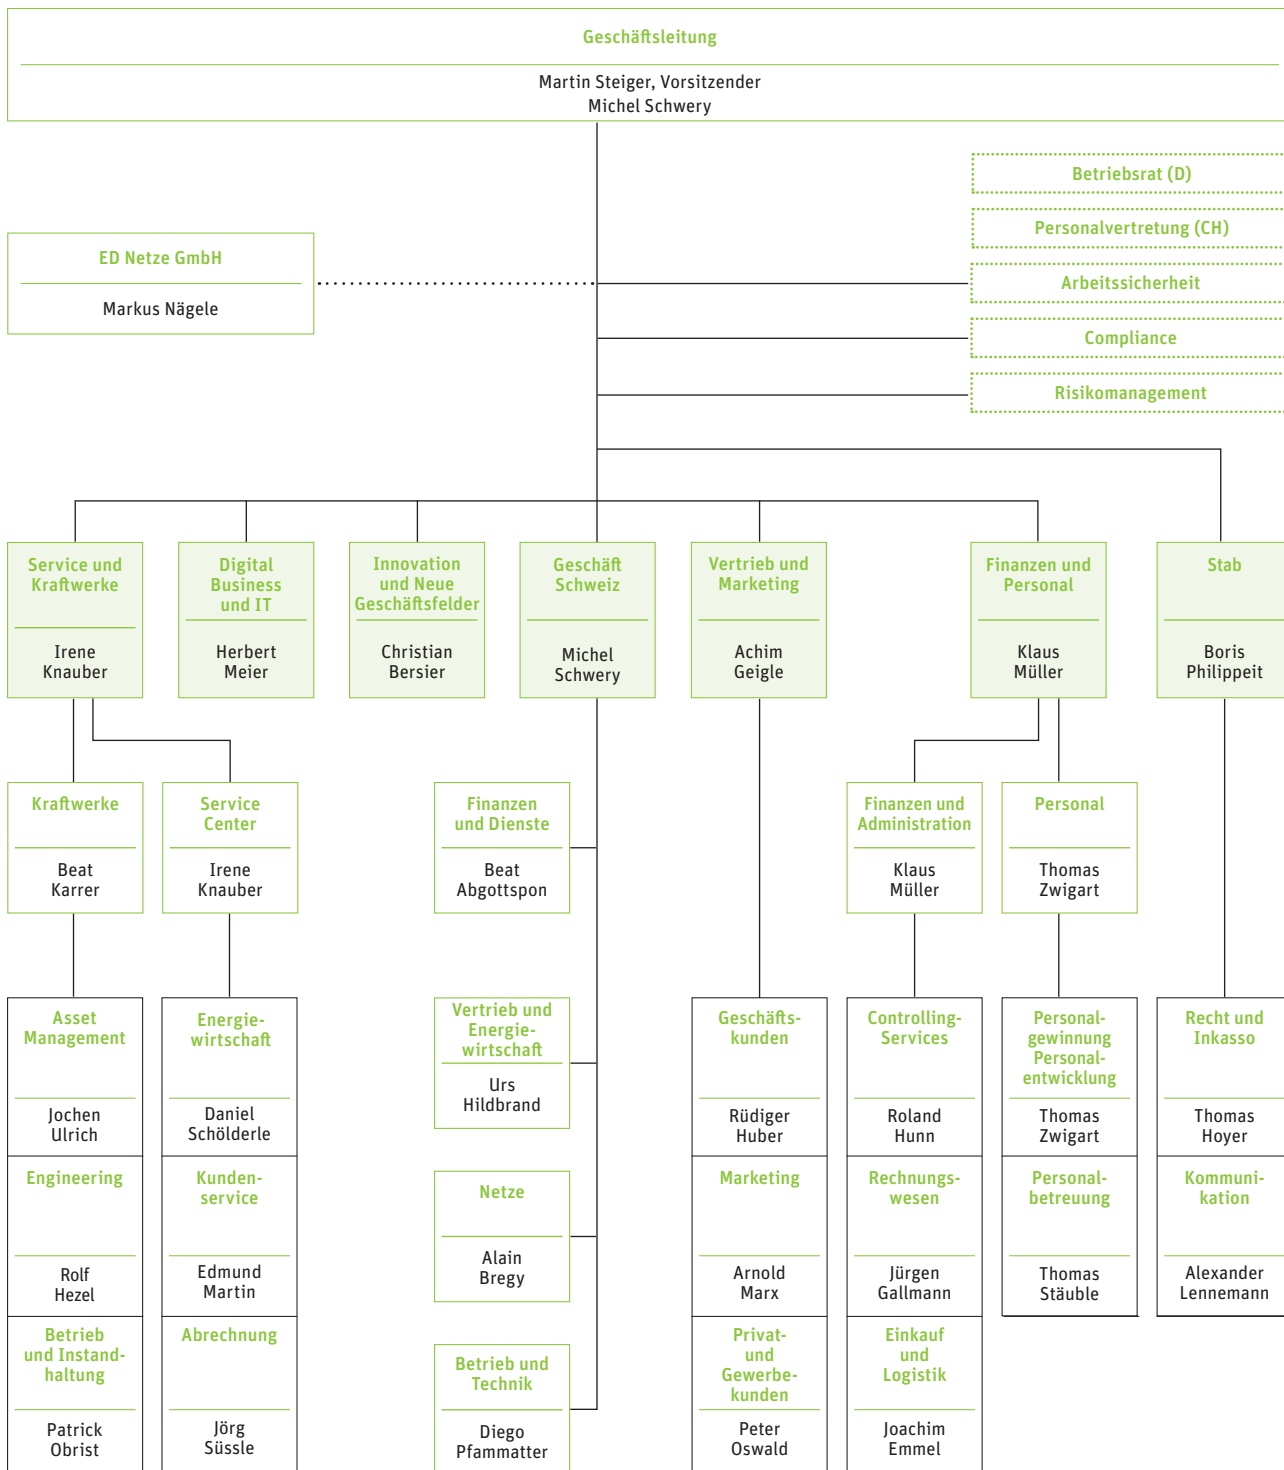 Geschäftsleitung
Martin Steiger, Vorsitzender
Michel Schwery
Betriebsrat (D)
Personalvertretung (CH)
ED Netze GmbH
Markus Nägele
Arbeitssicherheit
Compliance
Risikomanagement
Service und
Kraftwerke
Irene
Knauber
Digital
Business
und IT
Herbert
Meier
Innovation
und Neue
Geschäftsfelder
Christian
Bersier
Geschäft
Schweiz
Michel
Schwery
Vertrieb und
Marketing
Achim
Geigle
Finanzen und
Personal
Klaus
Müller
Stab
Boris
Philippeit
Kraftwerke
Beat
Karrer
Service
Center
Irene
Knauber
Finanzen
und Dienste
Beat
Abgottspon
Finanzen und
Administration
Klaus
Müller
Personal
Thomas
Zwigart
Asset
Management
Jochen
Ulrich
Energie-
wirtschaft
Daniel
Schölderle
Vertrieb und
Energie-
wirtschaft
Urs
Hildbrand
Geschäfts-
kunden
Rüdiger
Huber
Controlling-
Services
Roland
Hunn
Personal-
gewinnung
Personal-
entwicklung
Thomas
Zwigart
Recht und
Inkasso
Thomas
Hoyer
Engineering
Rolf
Hezel
Kunden-
service
Edmund
Martin
Netze
Alain
Bregy
Marketing
Arnold
Marx
Rechnungs-
wesen
Jürgen
Gallmann
Personal-
betreuung
Thomas
Stäuble
Kommuni-
kation
Alexander
Lennemann
Betrieb
und Instand-
haltung
Patrick
Obrist
Abrechnung
Jörg
Süssle
Betrieb und
Technik
Diego
Pfammatter
Privat-
und
Gewerbe-
kunden
Peter
Oswald
Einkauf
und
Logistik
Joachim
Emmel